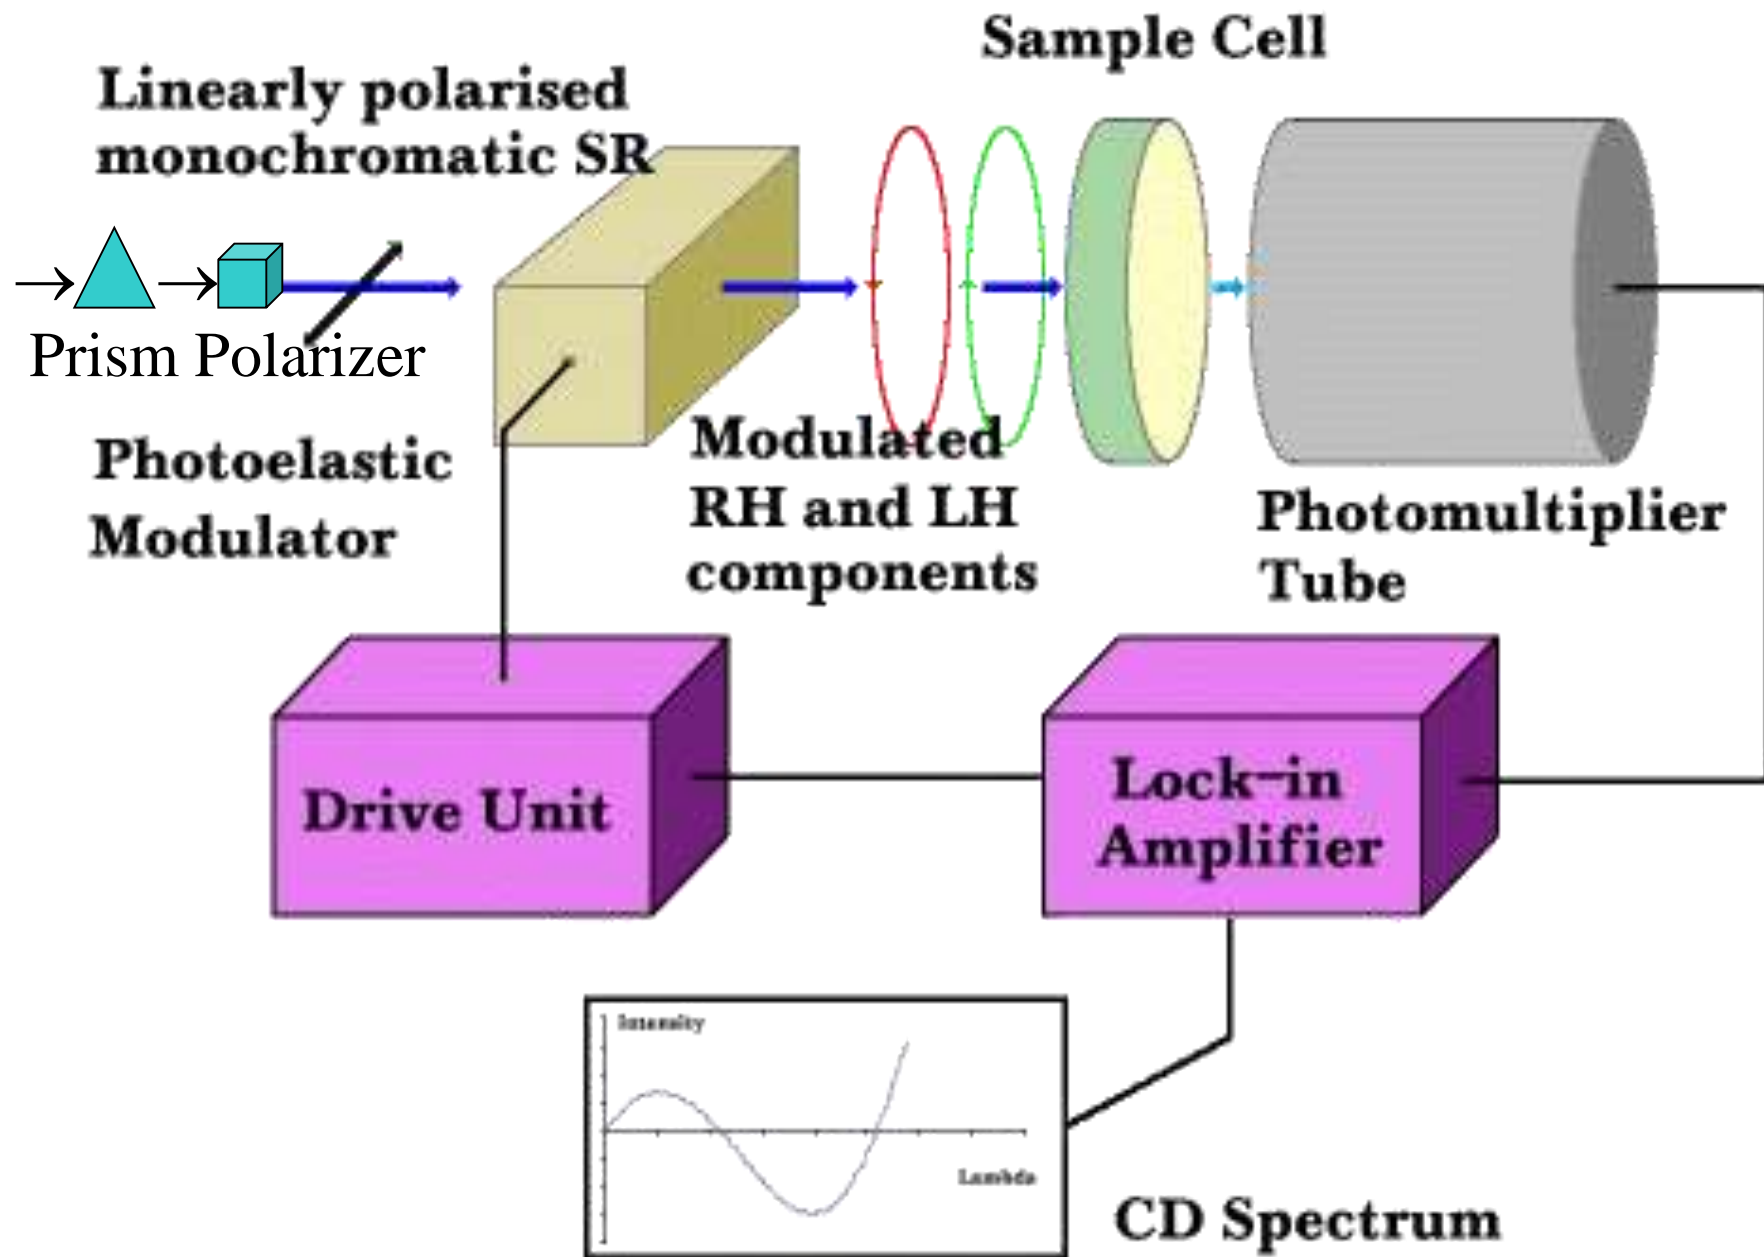 Sample Cell
Linearly polarised
monochromatic SR
Prism Polarizer
Photoelastic
Modulator
Modulated
RH and LH
components
Photomultiplier
Tube
Drive Unit
Lock-in
Amplifier
Intensity
Lambda
CD Spectrum